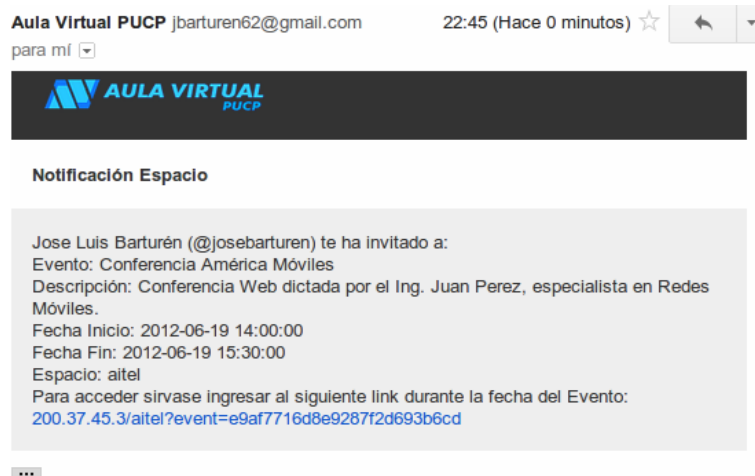 Aula Virtual PUCP jbarturen62@gmail.com 22:45 (Hace 0 minutos)
para mí
AULA VIRTUAL
PUCP
Notificación Espacio
Jose Luis Barturén (@josebarturen) te ha invitado a:
Evento: Conferencia América Móviles
Descripción: Conferencia Web dictada por el Ing. Juan Perez, especialista en Redes
Móviles.
Fecha Inicio: 2012-06-19 14:00:00
Fecha Fin: 2012-06-19 15:30:00
Espacio: aitel
Para acceder sirvase ingresar al siguiente link durante la fecha del Evento:
200.37.45.3/aitel?event=e9af7716d8e9287f2d693b6cd